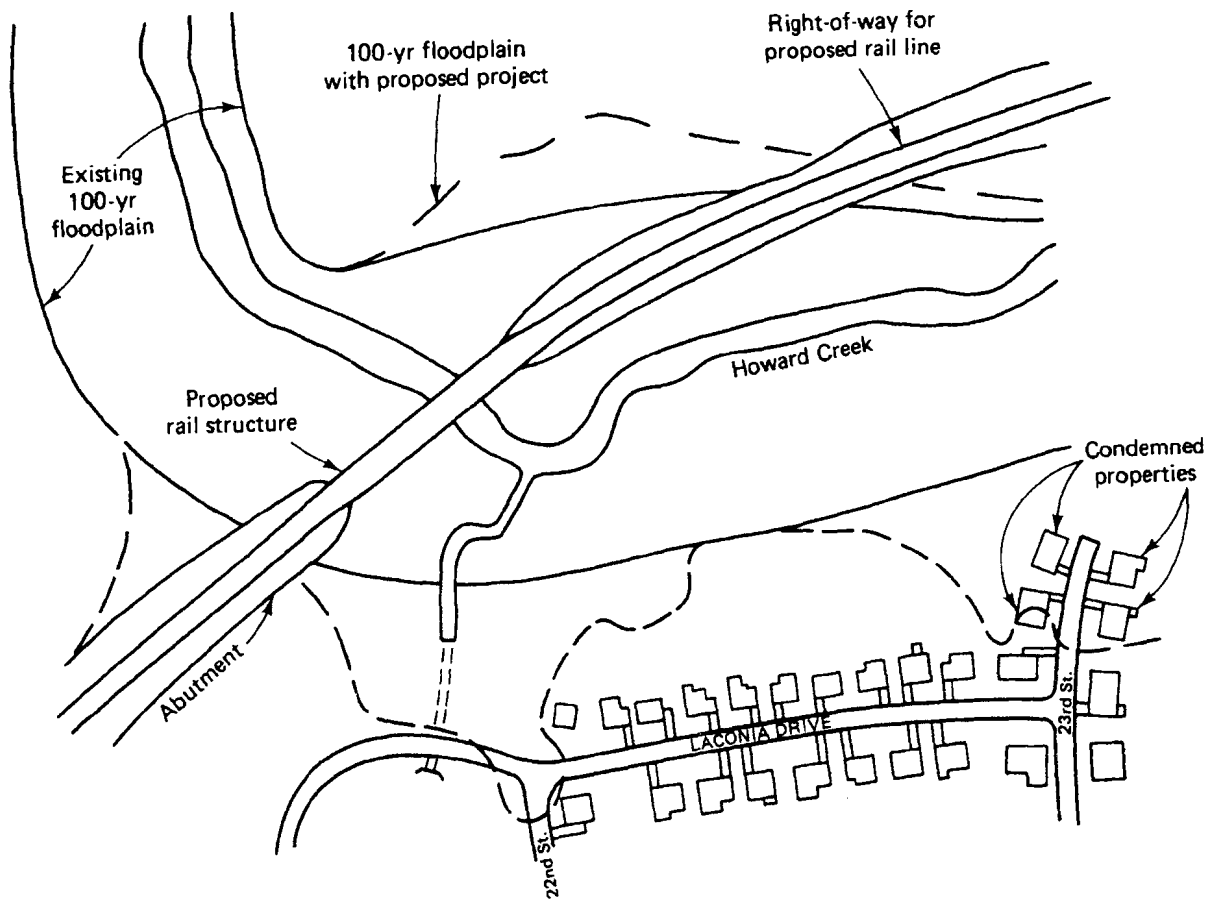 100-yr floodplain
with proposed project
Right-of-way for
proposed rail line
Existing
100-yr
floodplain
Howard Creek
Proposed
rail structure
Condemned
properties
Abutment
LACONIA DRIVE
23rd St.
22nd St.